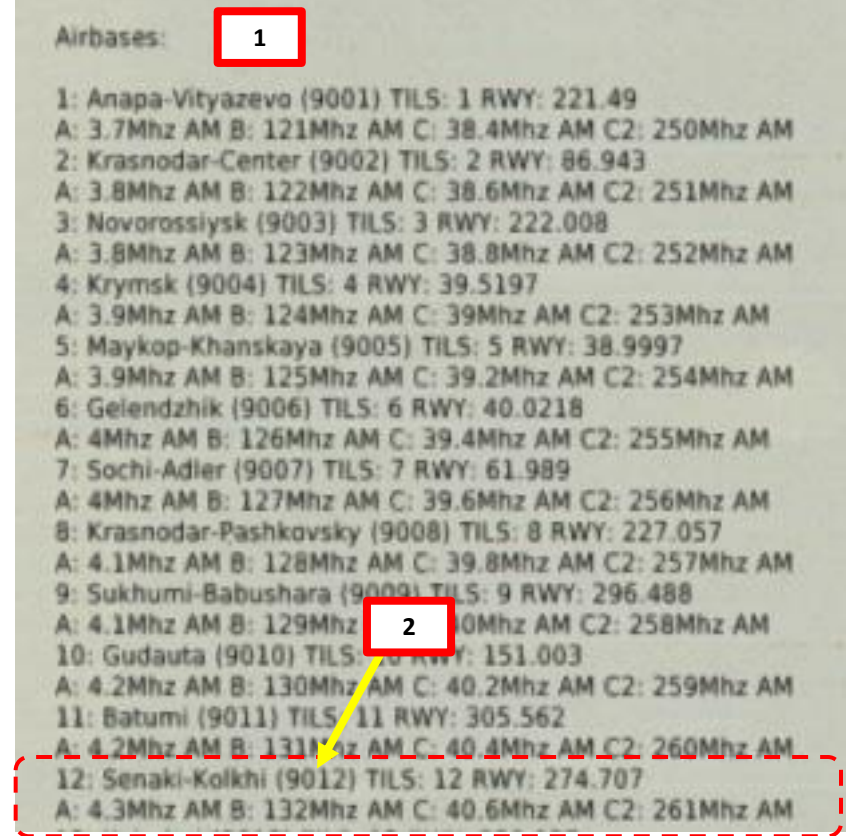 Airbases:
1
1: Anapa-Vityazevo (9001) TILS: 1 RWY: 221.49
A: 3.7Mhz AM B: 121Mhz AM C: 38.4Mhz AM C2: 250Mhz AM
2: Krasnodar-Center (9002) TILS: 2 RWY: 86.943
A: 3.8Mhz AM B: 122Mhz AM C: 38.6Mhz AM C2: 251Mhz AM
3: Novorossiysk (9003) TILS: 3 RWY: 222.008
A: 3.8Mhz AM B: 123Mhz AM C: 38.8Mhz AM C2: 252Mhz AM
4: Krymsk (9004) TILS: 4 RWY: 39.5197
A: 3.9Mhz AM B: 124Mhz AM C: 39Mhz AM C2: 253Mhz AM
5: Maykop-Khanskaya (9005) TILS: 5 RWY: 38.9997
A: 3.9Mhz AM B: 125Mhz AM C: 39.2Mhz AM C2: 254Mhz AM
6: Gelendzhik (9006) TILS: 6 RWY: 40.0218
A: 4Mhz AM B: 126Mhz AM C: 39.4Mhz AM C2: 255Mhz AM
7: Sochi-Adler (9007) TILS: 7 RWY: 61.989
A: 4Mhz AM B: 127Mhz AM C: 39.6Mhz AM C2: 256Mhz AM
8: Krasnodar-Pashkovsky (9008) TILS: 8 RWY: 227.057
A: 4.1Mhz AM B: 128Mhz AM C: 39.8Mhz AM C2: 257Mhz AM
9: Sukhumi-Babushara (9009) TILS: 9 RWY: 296.488
A: 4.1Mhz AM B: 129Mhz 2 AM C2: 258Mhz AM
10: Gudauta (9010) TILS: RWY: 151.003
A: 4.2Mhz AM B: 130Mhz AM C: 40.2Mhz AM C2: 259Mhz AM
11: Batumi (9011) TILS: 11 RWY: 305.562
A: 4.2Mhz AM B: 131Mhz AM C: 40.4Mhz AM C2: 260Mhz AM
12: Senaki-Kolkhi (9012) TILS: 12 RWY: 274.707
A: 4.3Mhz AM B: 132Mhz AM C: 40.6Mhz AM C2: 261Mhz AM